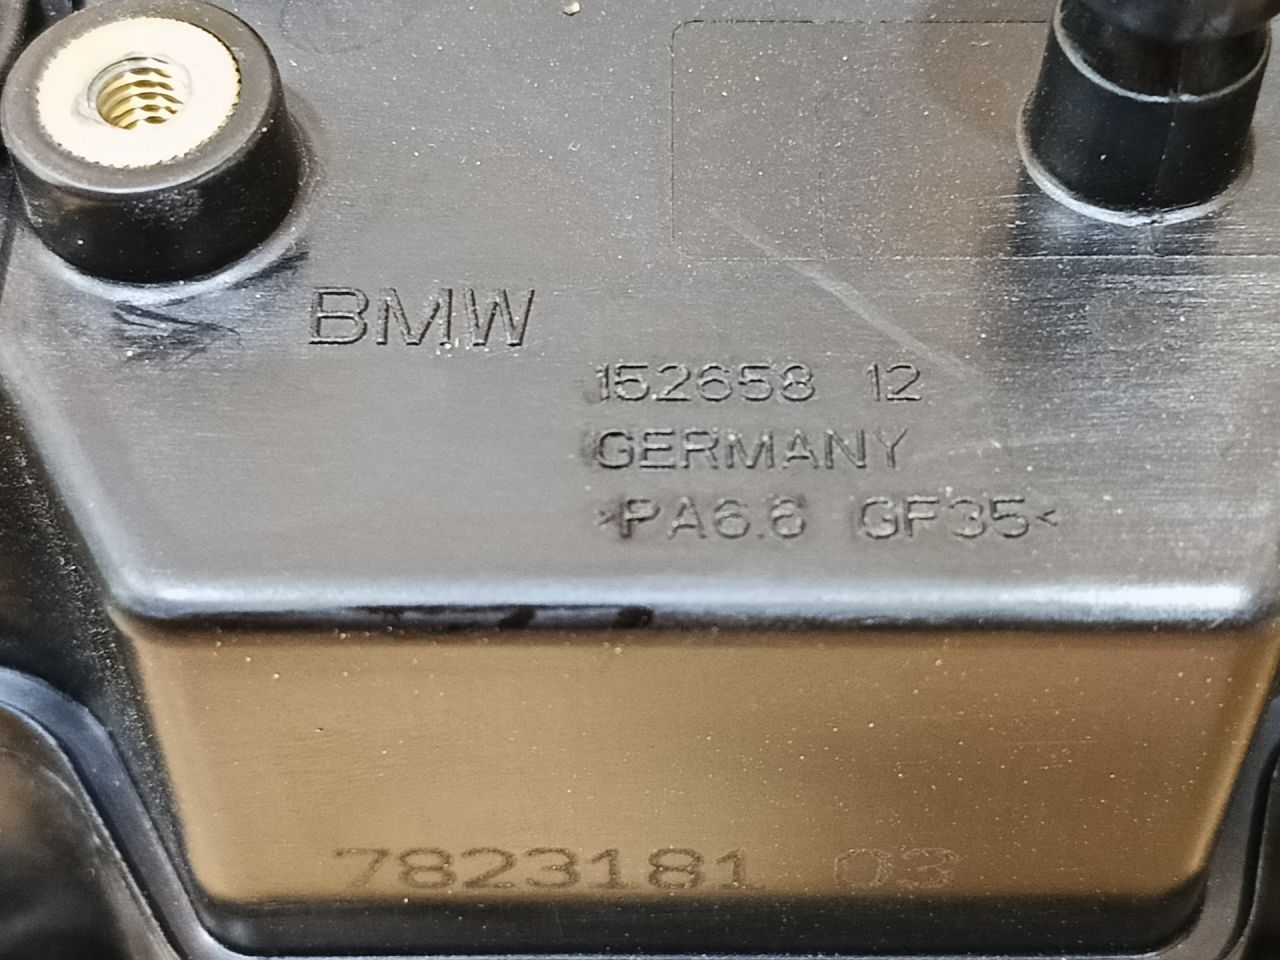 BMW
152658 12
GERMANY
>PA6.6 GF35<
7823181 03